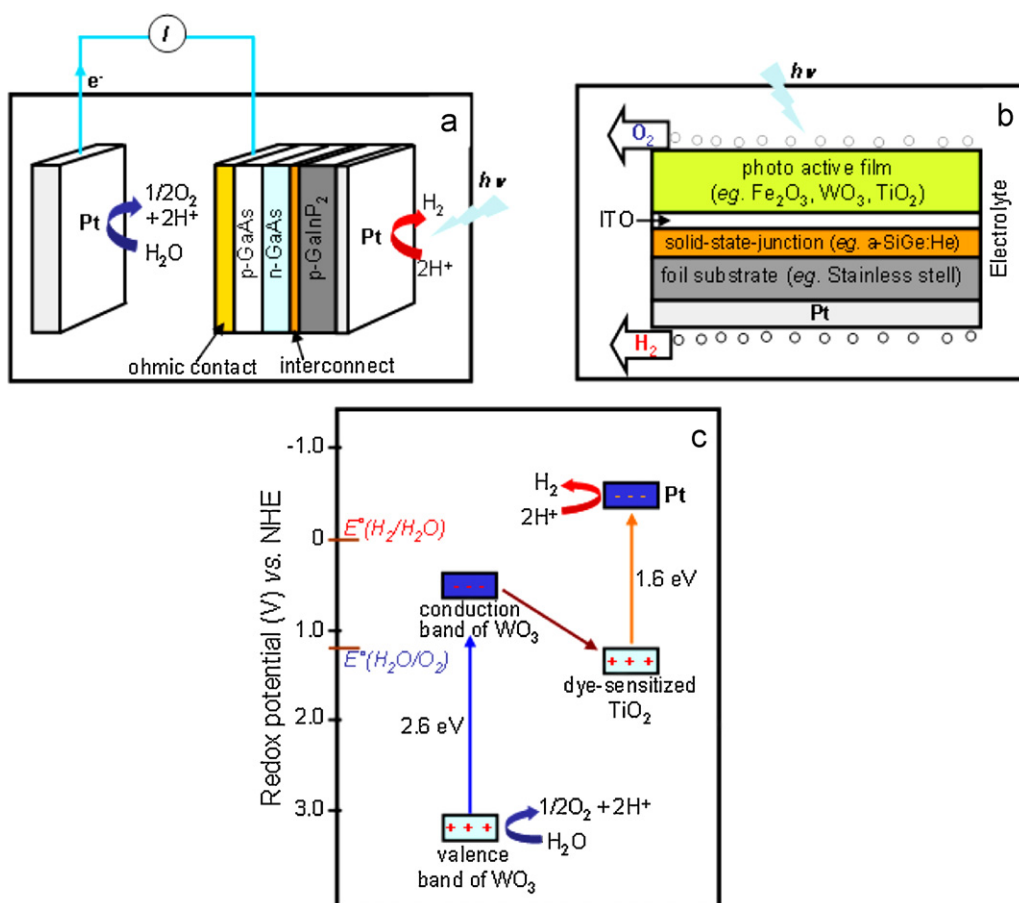 I
e⁻
a
hν
Pt
1/2O₂
+ 2H⁺
H₂O
p-GaAs
n-GaAs
p-GaInP₂
Pt
H₂
2H⁺
ohmic contact
interconnect
hν
b
O₂
photo active film
(eg. Fe₂O₃, WO₃, TiO₂)
ITO
solid-state-junction (eg. a-SiGe:He)
foil substrate (eg. Stainless stell)
Pt
H₂
Electrolyte
c
Redox potential (V) vs. NHE
-1.0
0
1.0
2.0
3.0
E°(H₂/H₂O)
E°(H₂O/O₂)
H₂
2H⁺
- - -
Pt
1.6 eV
- - -
conduction
band of WO₃
+ + +
dye-sensitized
TiO₂
2.6 eV
+ + +
1/2O₂ + 2H⁺
H₂O
valence
band of WO₃